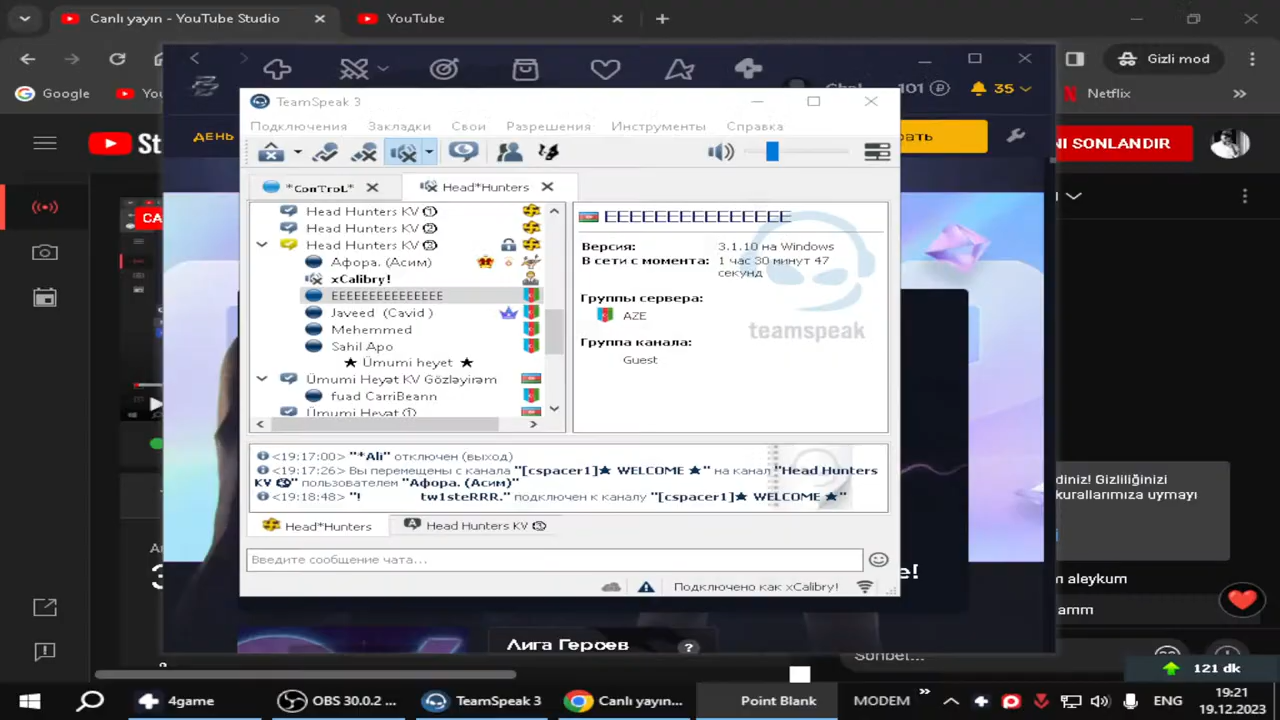 Canlı yayın - YouTube Studio
YouTube
Gizli mod
Google
Netflix
101
35
ДЕНЬ
NI SONLANDIR
TeamSpeak 3
Подключения Закладки Свои Разрешения Инструменты Справка
*ConTroL*
Head*Hunters
Head Hunters KV ①
Head Hunters KV ②
Head Hunters KV ③
Афора. (Асим)
xCalibry!
EEEEEEEEEEEEEEE
Javeed (Cavid )
Mehemmed
Sahil Apo
★ Ümumi heyet ★
Ümumi Heyət KV Gözləyirəm
fuad CarriBeann
Ümumi Heyət ①
EEEEEEEEEEEEEEE
Версия: 3.1.10 на Windows
В сети с момента: 1 час 30 минут 47
секунд
Группы сервера:
AZE
Группа канала:
Guest
teamspeak
<19:17:00> "*Ali" отключен (выход)
<19:17:26> Вы перемещены с канала "[cspacer1]★ WELCOME ★" на канал "Head Hunters
KV ③" пользователем "Афора. (Асим)"
<19:18:48> "! tw1steRRR." подключен к каналу "[cspacer1]★ WELCOME ★"
Head*Hunters
Head Hunters KV ③
Введите сообщение чата...
Подключено как xCalibry!
diniz! Gizliliğinizi
kurallarımıza uymayı
m aleykum
amm
Лига Героев
?
121 dk
4game
OBS 30.0.2 ...
TeamSpeak 3
Canlı yayın...
Point Blank
MODEM
ENG
19:21
19.12.2023